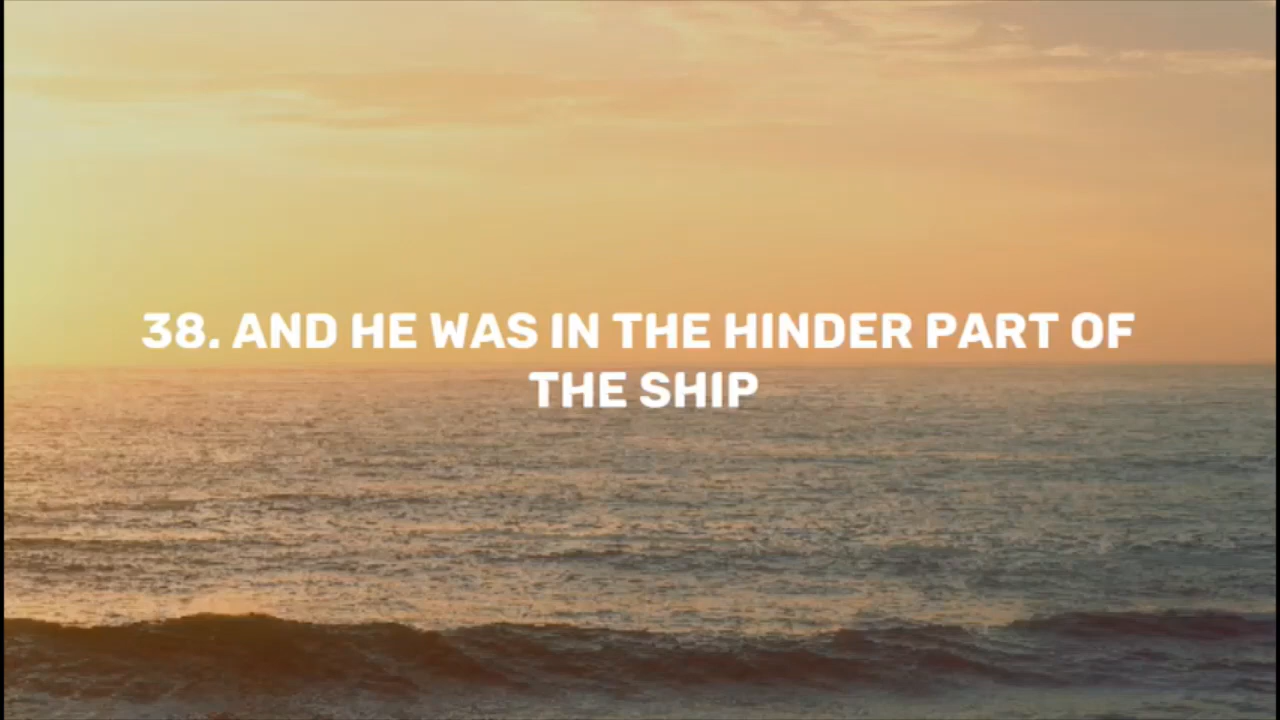 38. AND HE WAS IN THE HINDER PART OF
THE SHIP